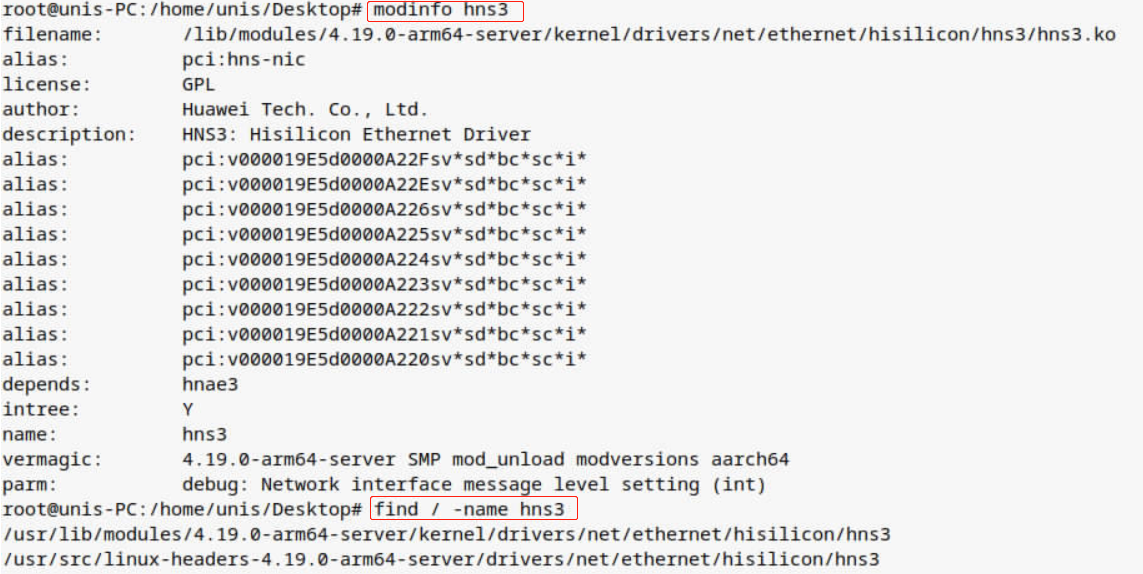 root@unis-PC:/home/unis/Desktop# modinfo hns3
filename: /lib/modules/4.19.0-arm64-server/kernel/drivers/net/ethernet/hisilicon/hns3/hns3.ko
alias: pci:hns-nic
license: GPL
author: Huawei Tech. Co., Ltd.
description: HNS3: Hisilicon Ethernet Driver
alias: pci:v000019E5d0000A22Fsv*sd*bc*sc*i*
alias: pci:v000019E5d0000A22Esv*sd*bc*sc*i*
alias: pci:v000019E5d0000A226sv*sd*bc*sc*i*
alias: pci:v000019E5d0000A225sv*sd*bc*sc*i*
alias: pci:v000019E5d0000A224sv*sd*bc*sc*i*
alias: pci:v000019E5d0000A223sv*sd*bc*sc*i*
alias: pci:v000019E5d0000A222sv*sd*bc*sc*i*
alias: pci:v000019E5d0000A221sv*sd*bc*sc*i*
alias: pci:v000019E5d0000A220sv*sd*bc*sc*i*
depends: hnae3
intree: Y
name: hns3
vermagic: 4.19.0-arm64-server SMP mod_unload modversions aarch64
parm: debug: Network interface message level setting (int)
root@unis-PC:/home/unis/Desktop# find / -name hns3
/usr/lib/modules/4.19.0-arm64-server/kernel/drivers/net/ethernet/hisilicon/hns3
/usr/src/linux-headers-4.19.0-arm64-server/drivers/net/ethernet/hisilicon/hns3